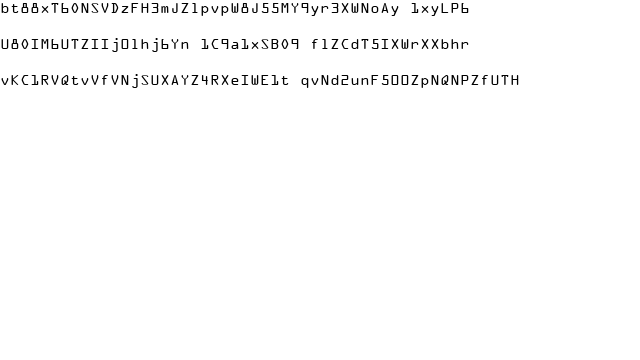 bt88xT60NSVDzFH3mJZlpvpW8J55MY9yr3XWNoAy 1xyLP6
U80IM6UTZIIjOlhj6Yn 1C9a1xSB09 flZCdT5IXWrXXbhr
vKC1RVQtvVfVNjSUXAYZ4RXeIWE1t qvNd2unF5OOZpNQNPZfUTH